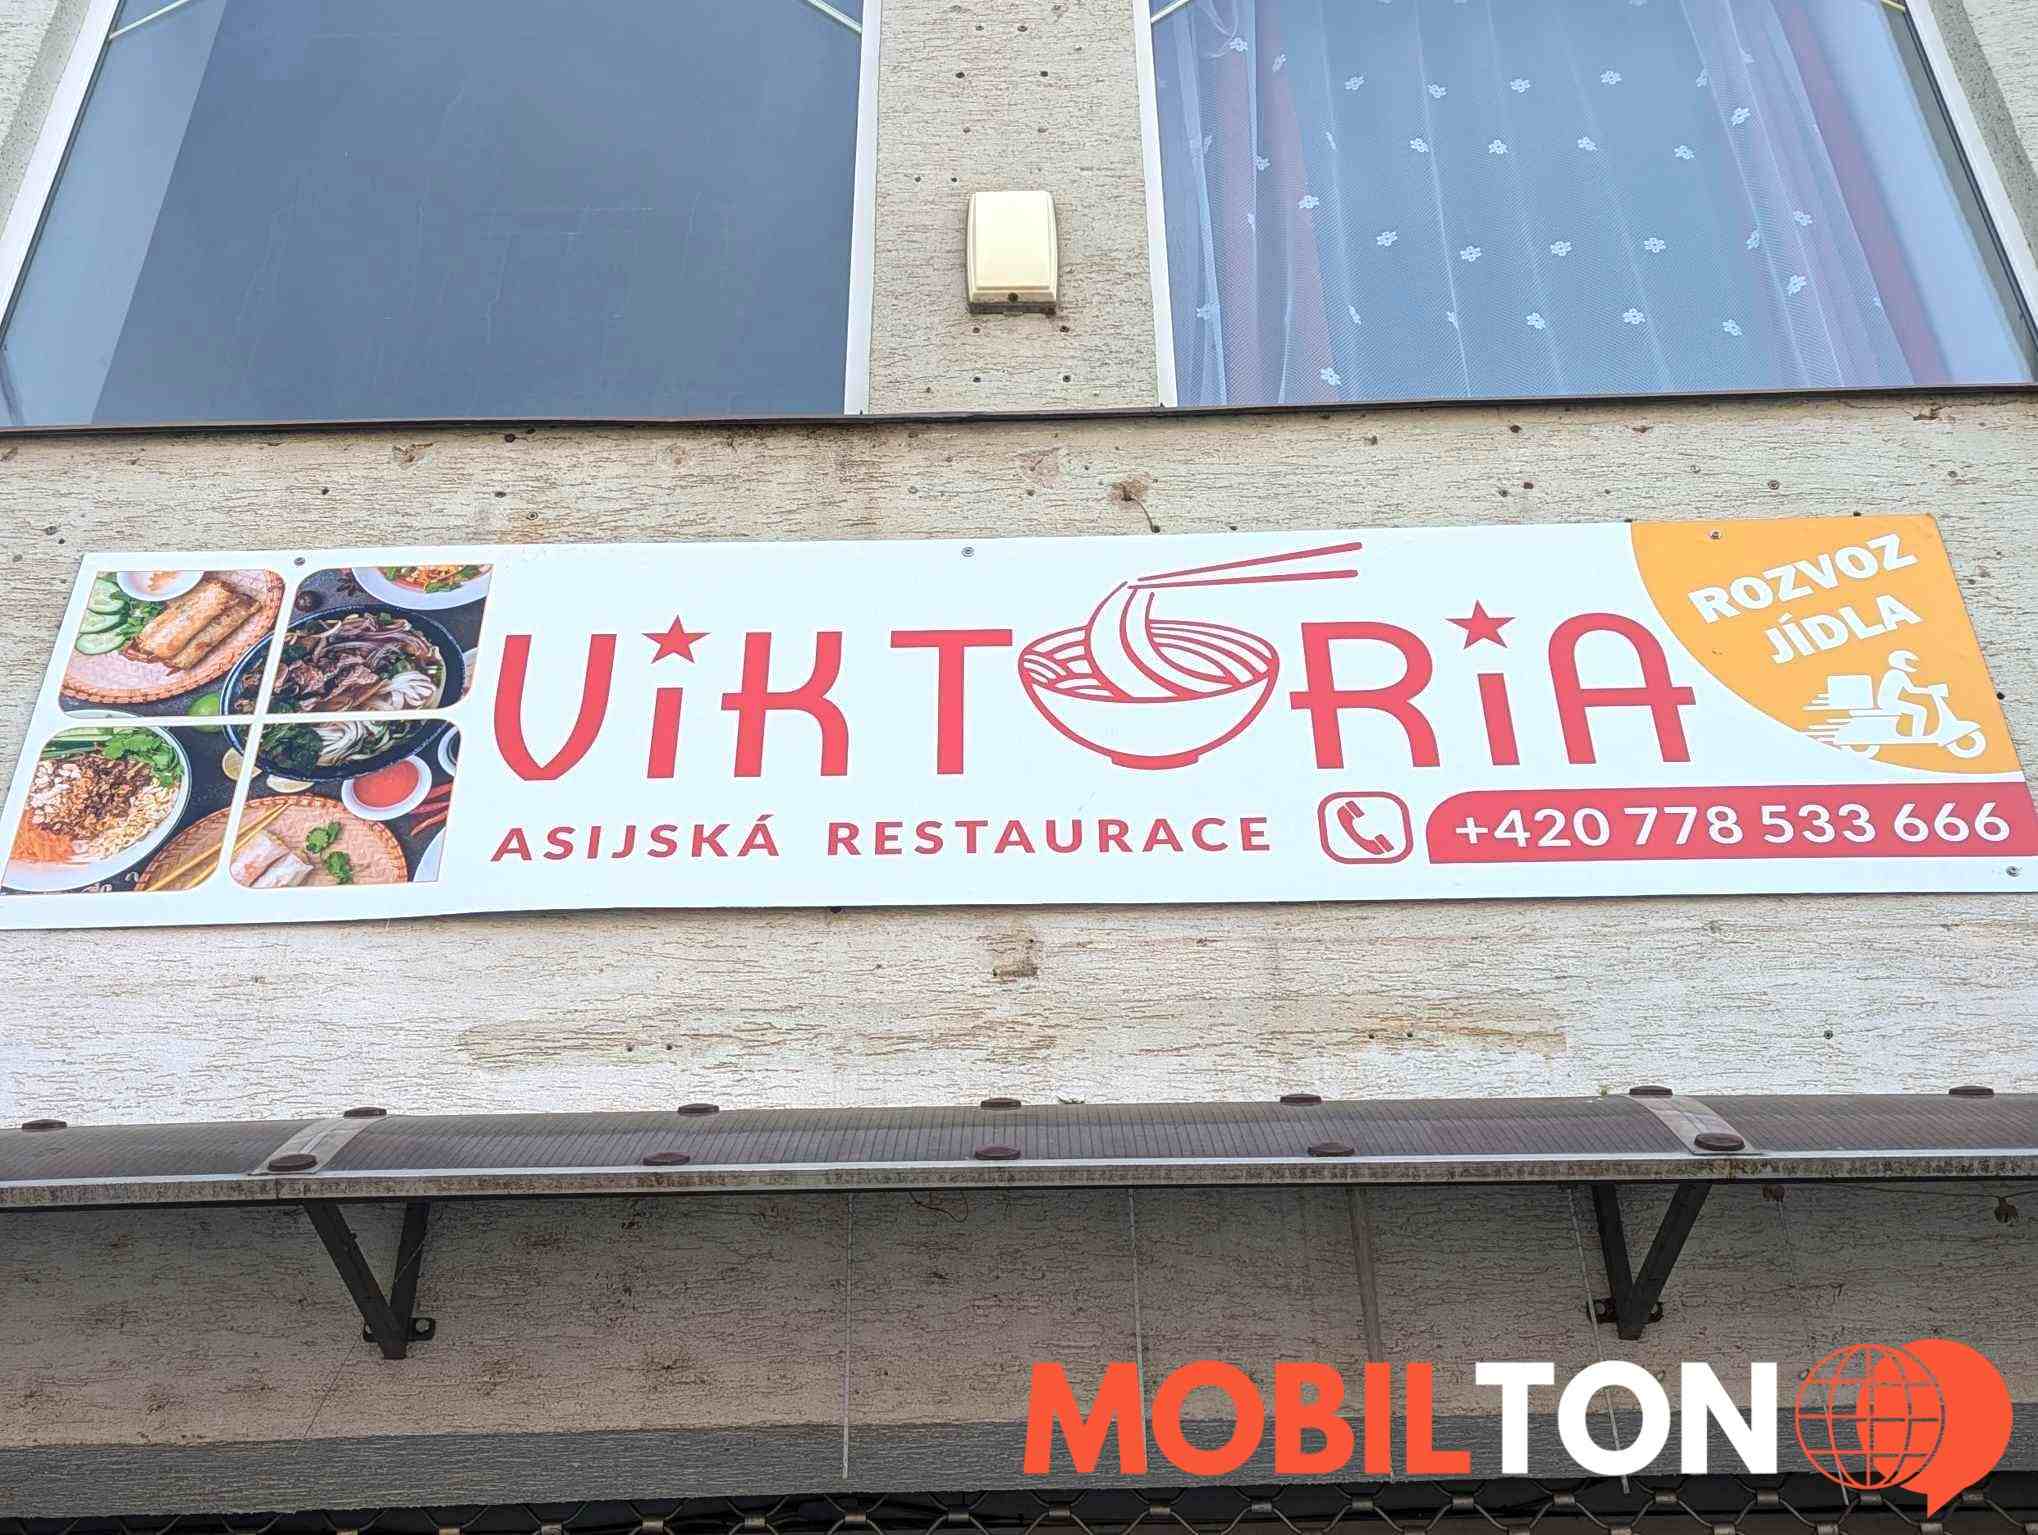 ViKTORiA
ROZVOZ
JÍDLA
ASIJSKÁ RESTAURACE
+420 778 533 666
MOBILTON